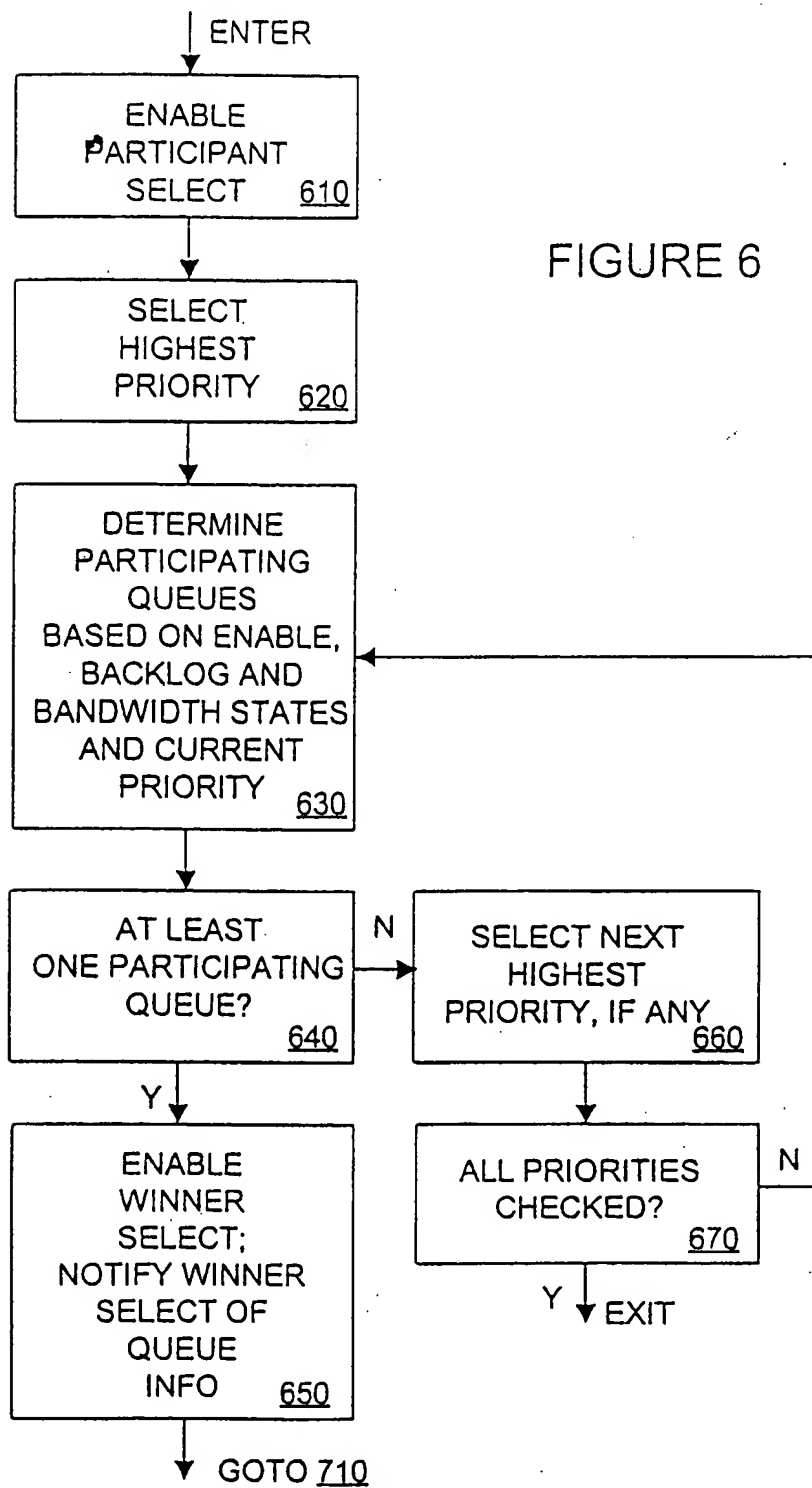 ENTER
ENABLE
PARTICIPANT
SELECT
610
FIGURE 6
SELECT
HIGHEST
PRIORITY
620
DETERMINE
PARTICIPATING
QUEUES
BASED ON ENABLE,
BACKLOG AND
BANDWIDTH STATES
AND CURRENT
PRIORITY
630
AT LEAST
ONE PARTICIPATING
QUEUE?
640
N
SELECT NEXT
HIGHEST
PRIORITY, IF ANY
660
Y
ENABLE
WINNER
SELECT;
NOTIFY WINNER
SELECT OF
QUEUE
INFO
650
ALL PRIORITIES
CHECKED?
670
N
Y
EXIT
GOTO 710